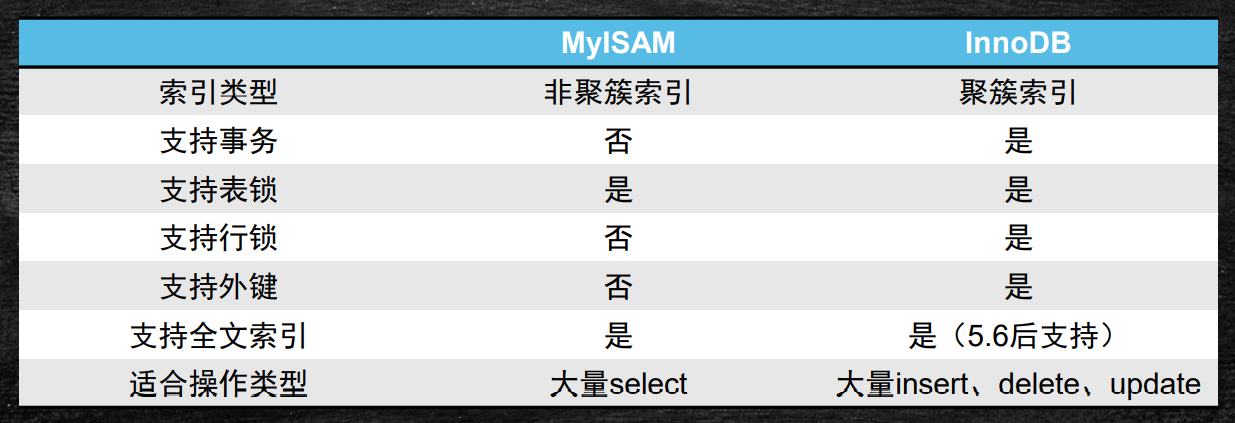 MyISAM InnoDB
索引类型 非聚簇索引 聚簇索引
支持事务 否 是
支持表锁 是 是
支持行锁 否 是
支持外键 否 是
支持全文索引 是 是（5.6后支持）
适合操作类型 大量select 大量insert、delete、update